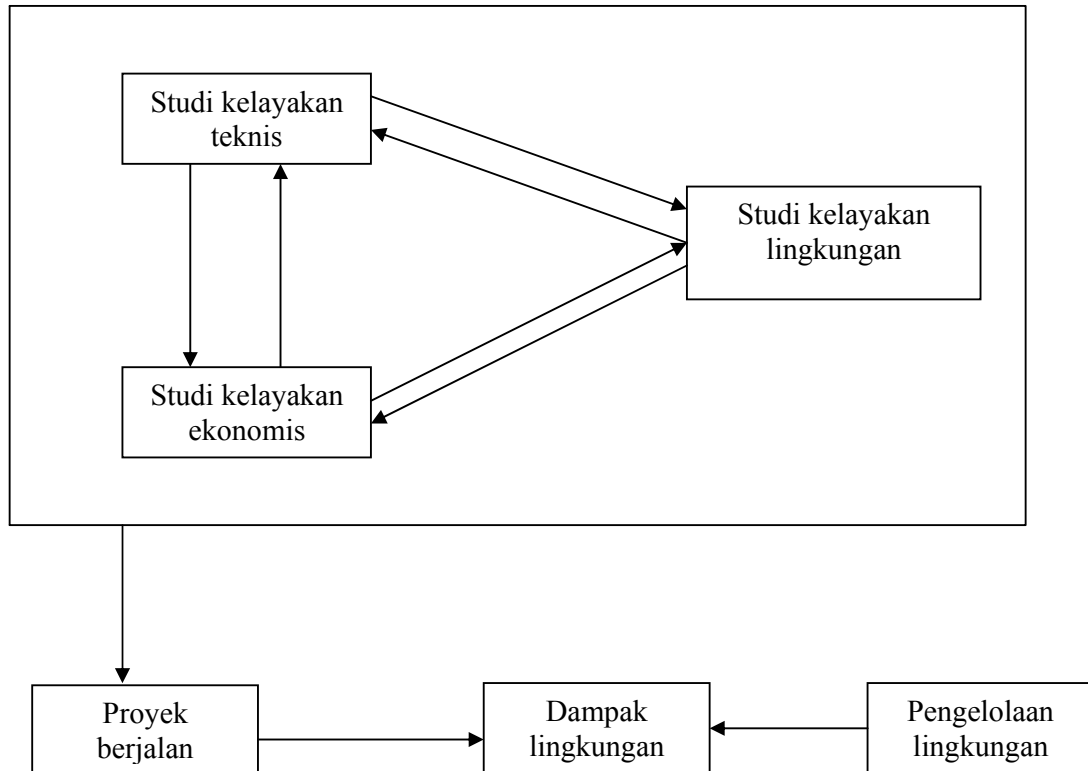 Studi kelayakan
teknis
Studi kelayakan
lingkungan
Studi kelayakan
ekonomis
Proyek
berjalan
Dampak
lingkungan
Pengelolaan
lingkungan